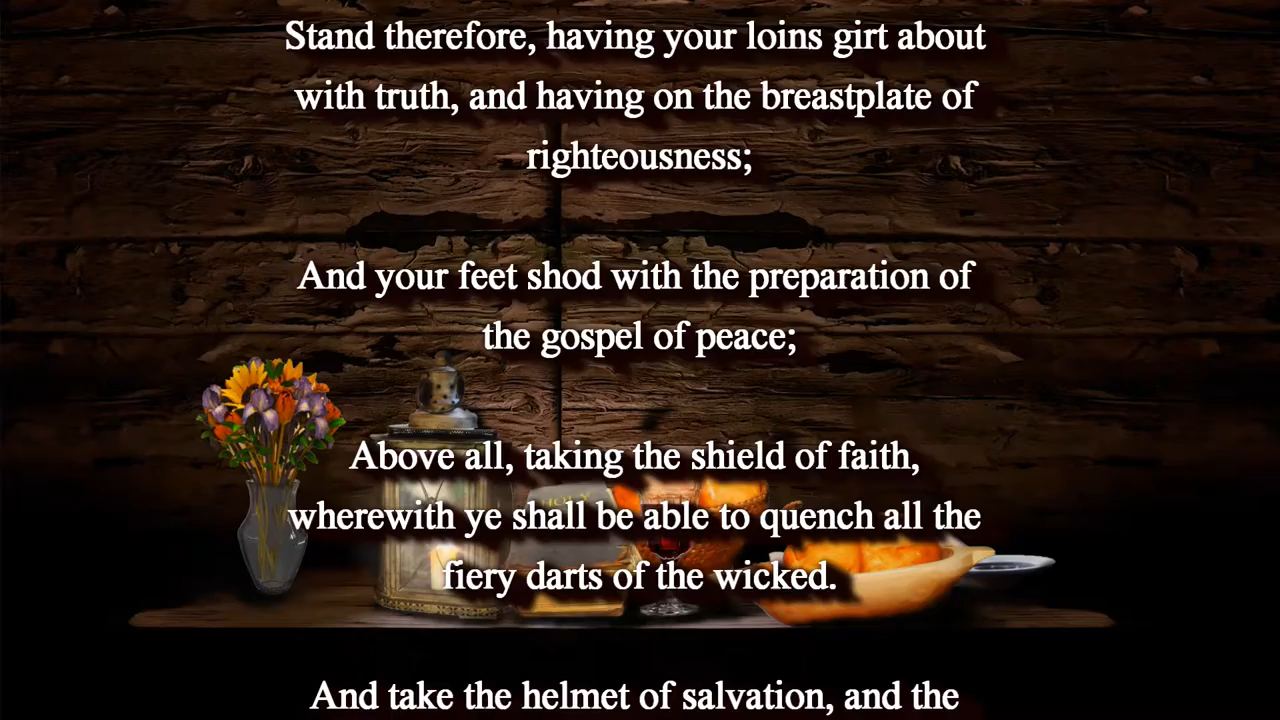 Stand therefore, having your loins girt about
with truth, and having on the breastplate of
righteousness;
And your feet shod with the preparation of
the gospel of peace;
Above all, taking the shield of faith,
HOLY
wherewith ye shall be able to quench all the
fiery darts of the wicked.
And take the helmet of salvation, and the